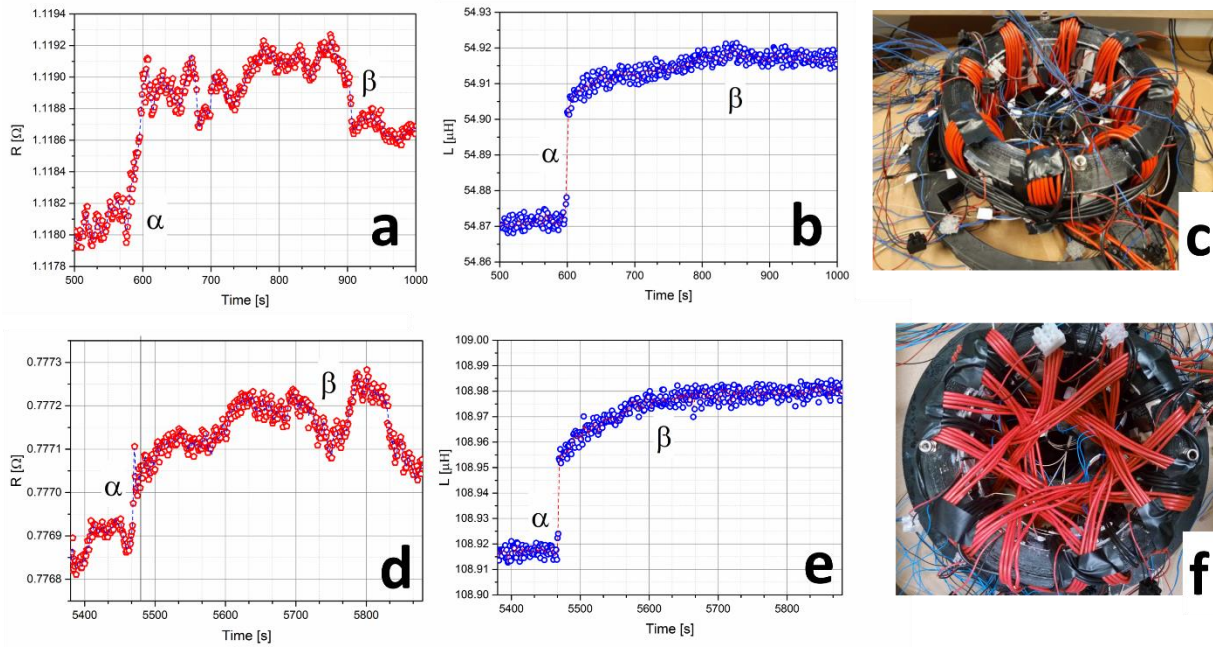 1.1194
1.1192
1.1190
1.1188
1.1186
1.1184
1.1182
1.1180
1.1178
R [Ω]
α
β
a
500 600 700 800 900 1000
Time [s]
54.93
54.92
54.91
54.90
54.89
54.88
54.87
54.86
L [μH]
α
β
b
500 600 700 800 900 1000
Time [s]
c
0.7773
0.7772
0.7771
0.7770
0.7769
0.7768
R [Ω]
α
β
d
5400 5500 5600 5700 5800
Time [s]
109.00
108.99
108.98
108.97
108.96
108.95
108.94
108.93
108.92
108.91
108.90
L [μH]
α
β
e
5400 5500 5600 5700 5800
Time [s]
f